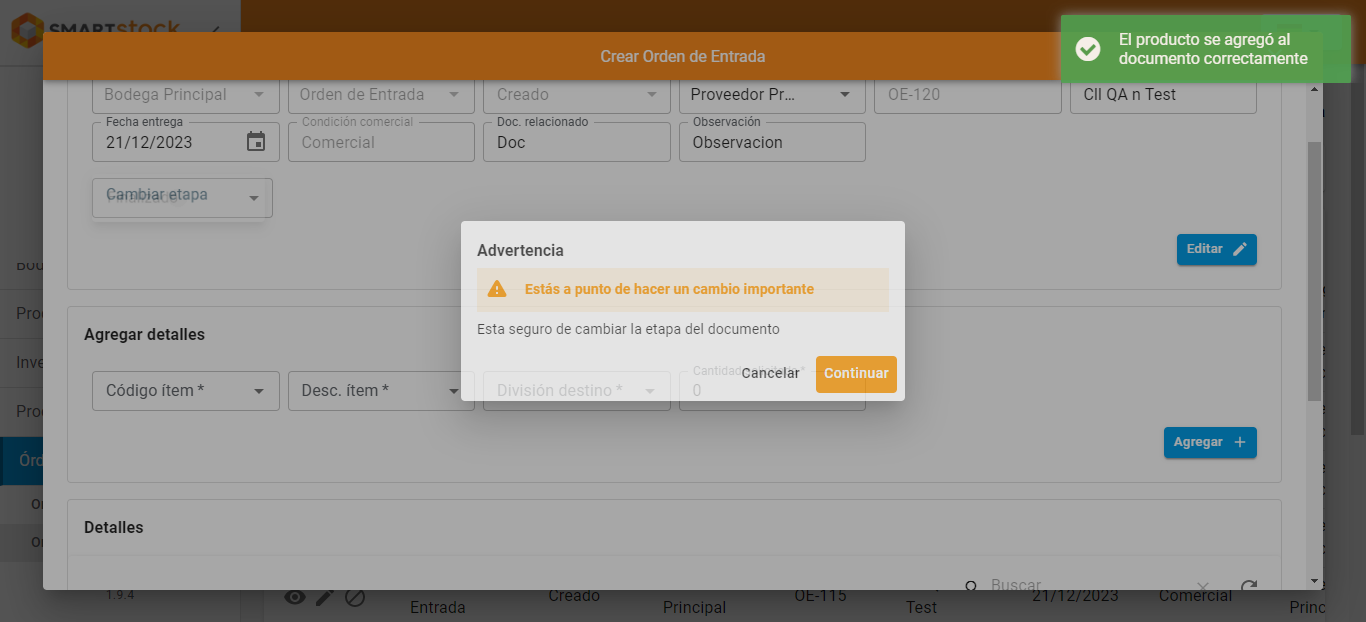 SMARTstock
Crear Orden de Entrada
El producto se agregó al
documento correctamente
Bodega Principal
Orden de Entrada
Creado
Proveedor Pr...
OE-120
Cll QA n Test
Fecha entrega
Condición comercial
Doc. relacionado
Observación
21/12/2023
Comercial
Doc
Observacion
Cambiar etapa
Editar
Advertencia
Estás a punto de hacer un cambio importante
Esta seguro de cambiar la etapa del documento
Cancelar
Continuar
Agregar detalles
Código ítem *
Desc. ítem *
División destino *
Cantidad
0
Agregar
Detalles
Buscar
Proc
Inve
Proc
Órd
1.9.4
Entrada
Creado
Principal
OE-115
Test
21/12/2023
Comercial
Princ